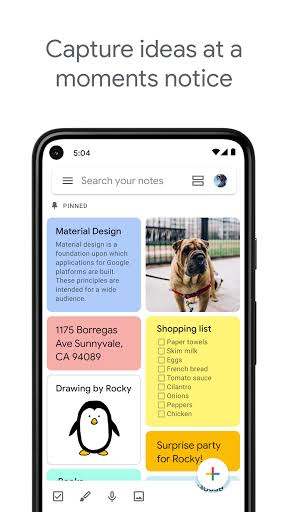 Capture ideas at a
moments notice
5:04
Search your notes
PINNED
Material Design
Material design is a
foundation upon which
applications for Google
platforms are built.
These principles are
intended for a wide
audience.
1175 Borregas
Ave Sunnyvale,
CA 94089
Shopping list
Paper towels
Skim milk
Eggs
French bread
Tomato sauce
Cilantro
Onions
Peppers
Chicken
Drawing by Rocky
Surprise party
for Rocky!